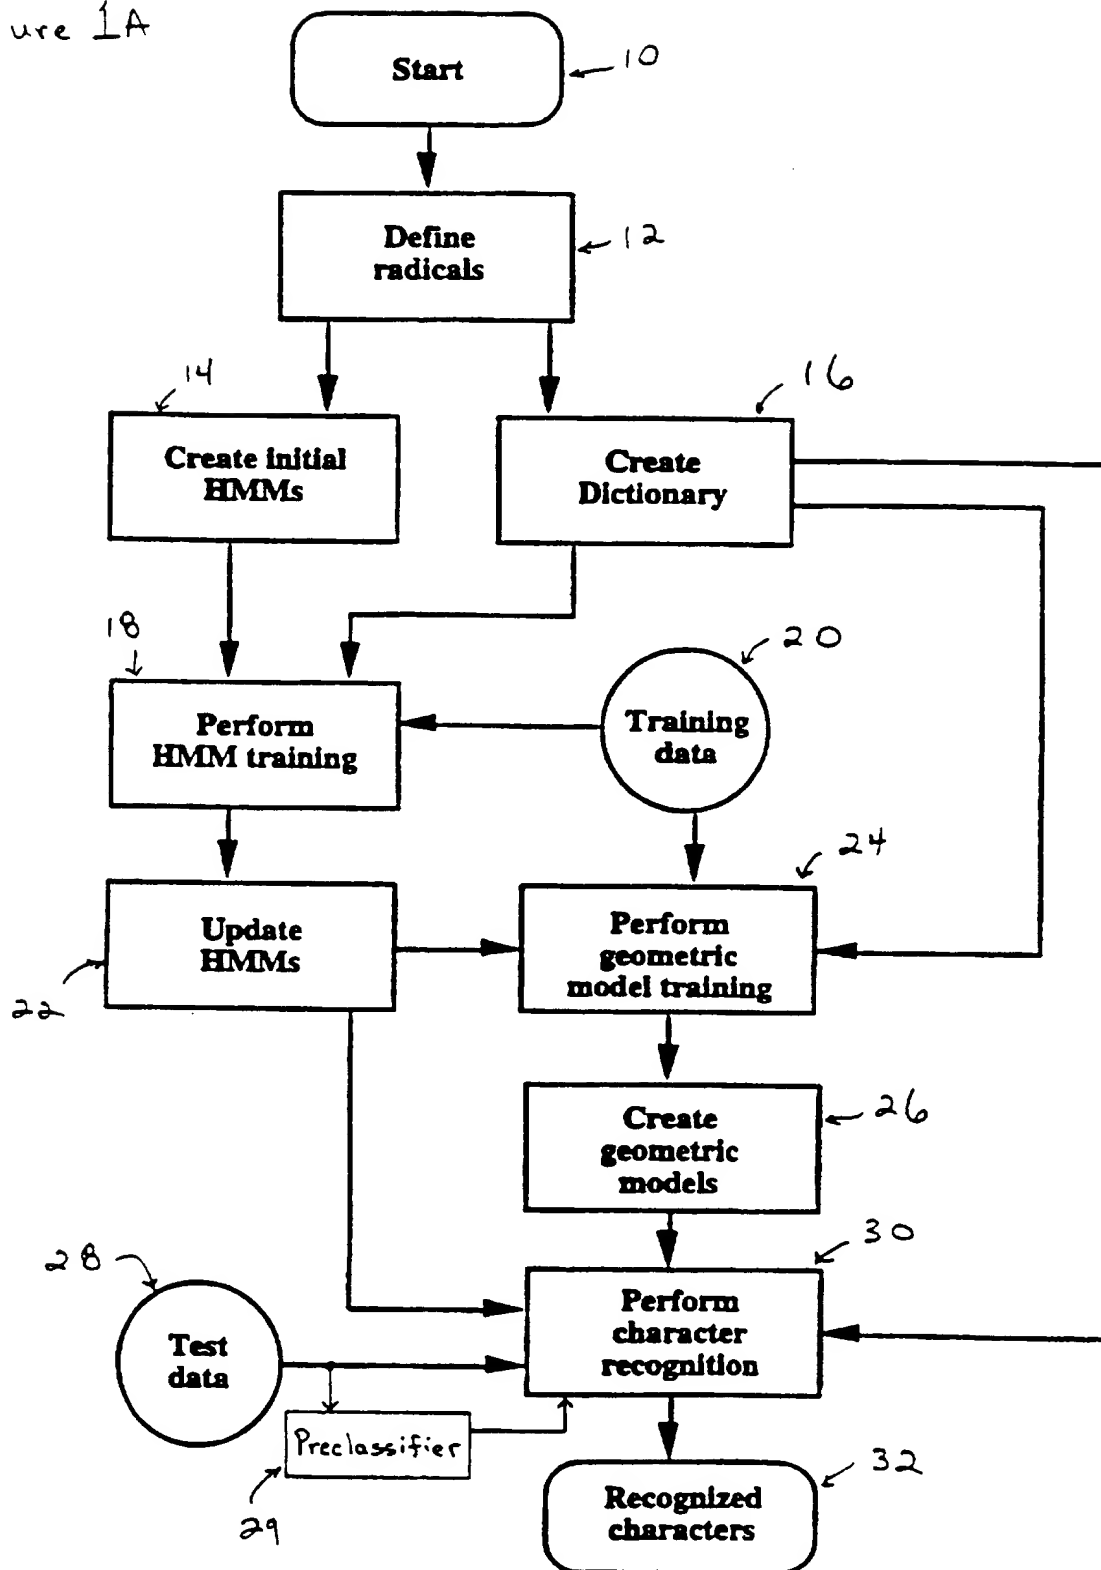 ure 1A
Start
10
Define
radicals
12
14
16
Create initial
HMMs
Create
Dictionary
18
20
Perform
HMM training
Training
data
24
Update
HMMs
22
Perform
geometric
model training
Create
geometric
models
26
28
30
Test
data
Perform
character
recognition
Preclassifier
29
32
Recognized
characters